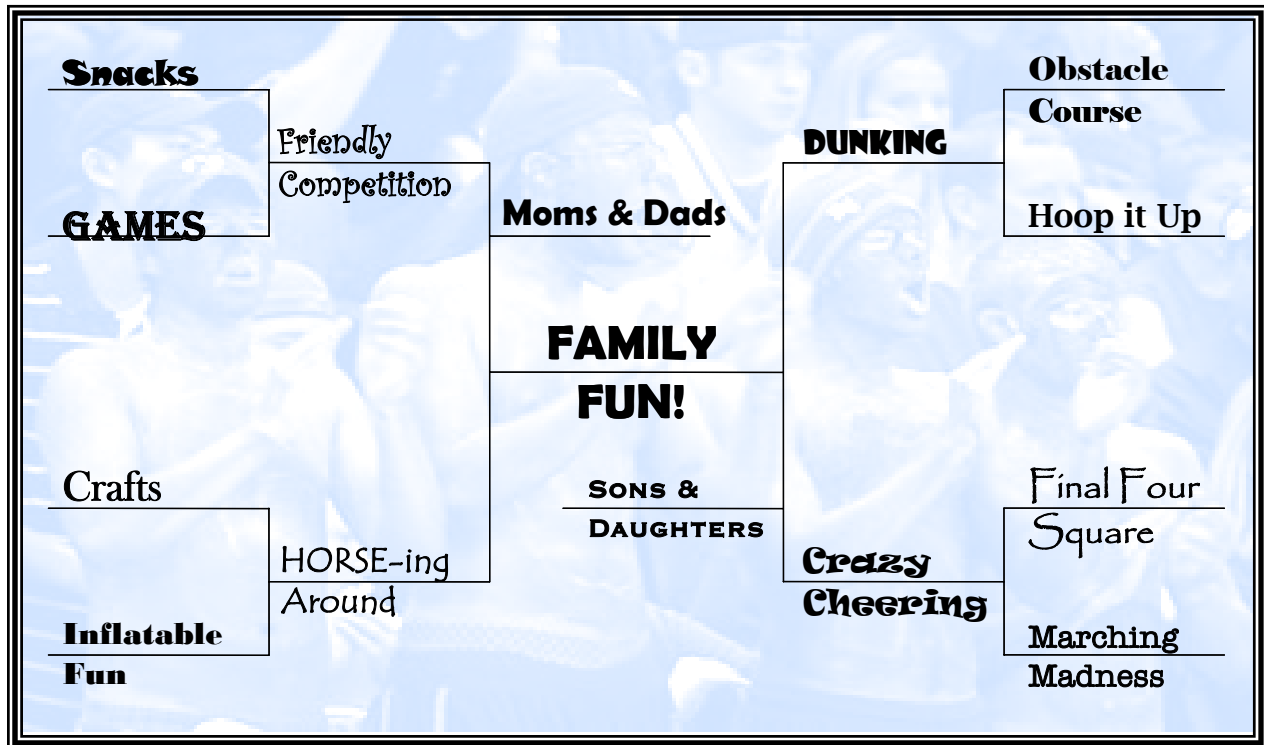 Snacks
Friendly
Competition
GAMES
Crafts
HORSE-ing
Around
Inflatable
Fun
Moms & Dads
FAMILY
FUN!
Sons &
Daughters
DUNKING
Obstacle
Course
Hoop it Up
Final Four
Square
Crazy
Cheering
Marching
Madness